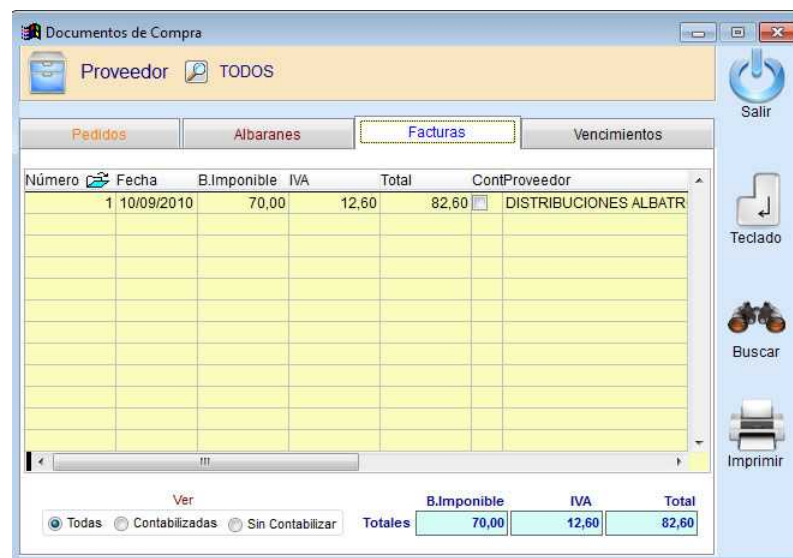 Documentos de Compra
Proveedor TODOS
Salir
Pedidos Albaranes Facturas Vencimientos
Número Fecha B.Imponible IVA Total Cont Proveedor
1 10/09/2010 70,00 12,60 82,60 DISTRIBUCIONES ALBATR
Teclado
Buscar
Imprimir
Ver B.Imponible IVA Total
Todas Contabilizadas Sin Contabilizar Totales 70,00 12,60 82,60